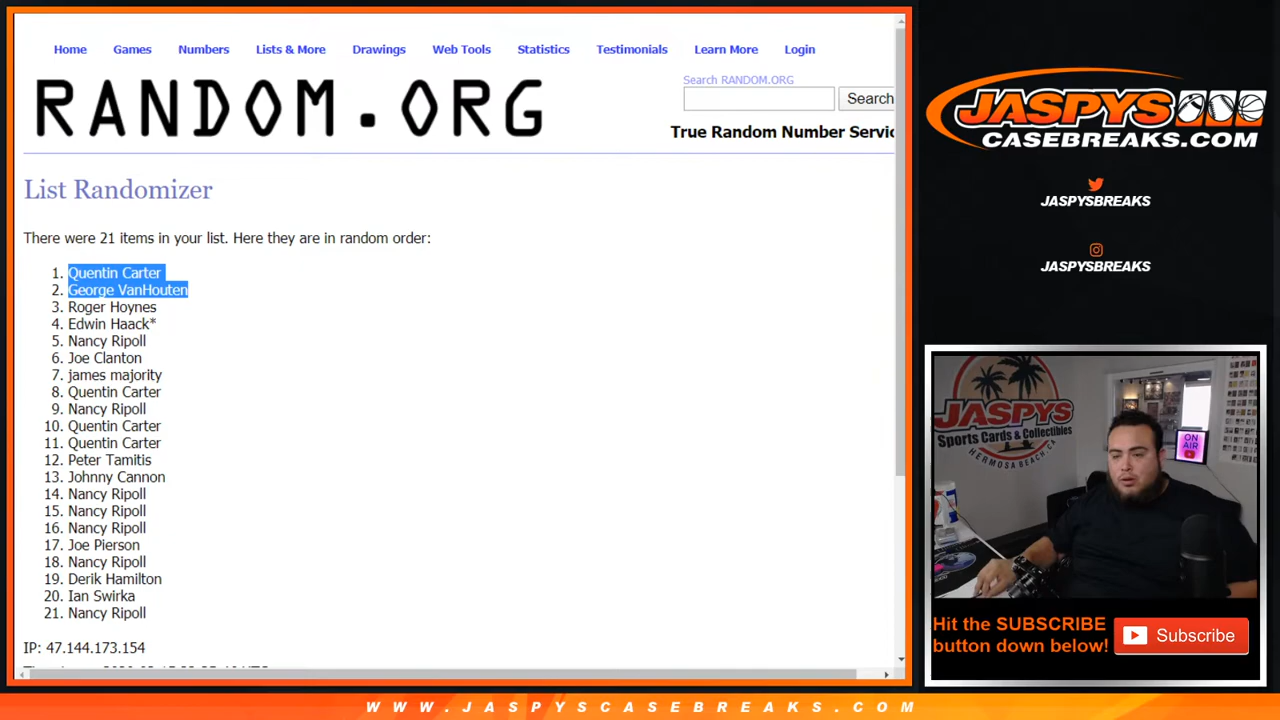 Home Games Numbers Lists & More Drawings Web Tools Statistics Testimonials Learn More Login
RANDOM.ORG
Search RANDOM.ORG
Search
True Random Number Servic
List Randomizer
There were 21 items in your list. Here they are in random order:
1. Quentin Carter
2. George VanHouten
3. Roger Hoynes
4. Edwin Haack*
5. Nancy Ripoll
6. Joe Clanton
7. james majority
8. Quentin Carter
9. Nancy Ripoll
10. Quentin Carter
11. Quentin Carter
12. Peter Tamitis
13. Johnny Cannon
14. Nancy Ripoll
15. Nancy Ripoll
16. Nancy Ripoll
17. Joe Pierson
18. Nancy Ripoll
19. Derik Hamilton
20. Ian Swirka
21. Nancy Ripoll
IP: 47.144.173.154
JASPYS
CASEBREAKS.COM
JASPYSBREAKS
JASPYSBREAKS
JASPYS
Sports Cards & Collectibles
HERMOSA BEACH-CA
ON
AIR
Hit the SUBSCRIBE
button down below!
Subscribe
WWW.JASPYSCASEBREAKS.COM